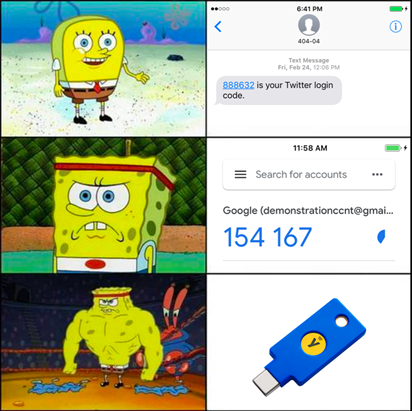 6:41 PM
404-04
Text Message
Fri, Feb 24, 12:06 PM
888632 is your Twitter login
code.
11:58 AM
Search for accounts
Google (demonstrationccnt@gmai...
154 167
y